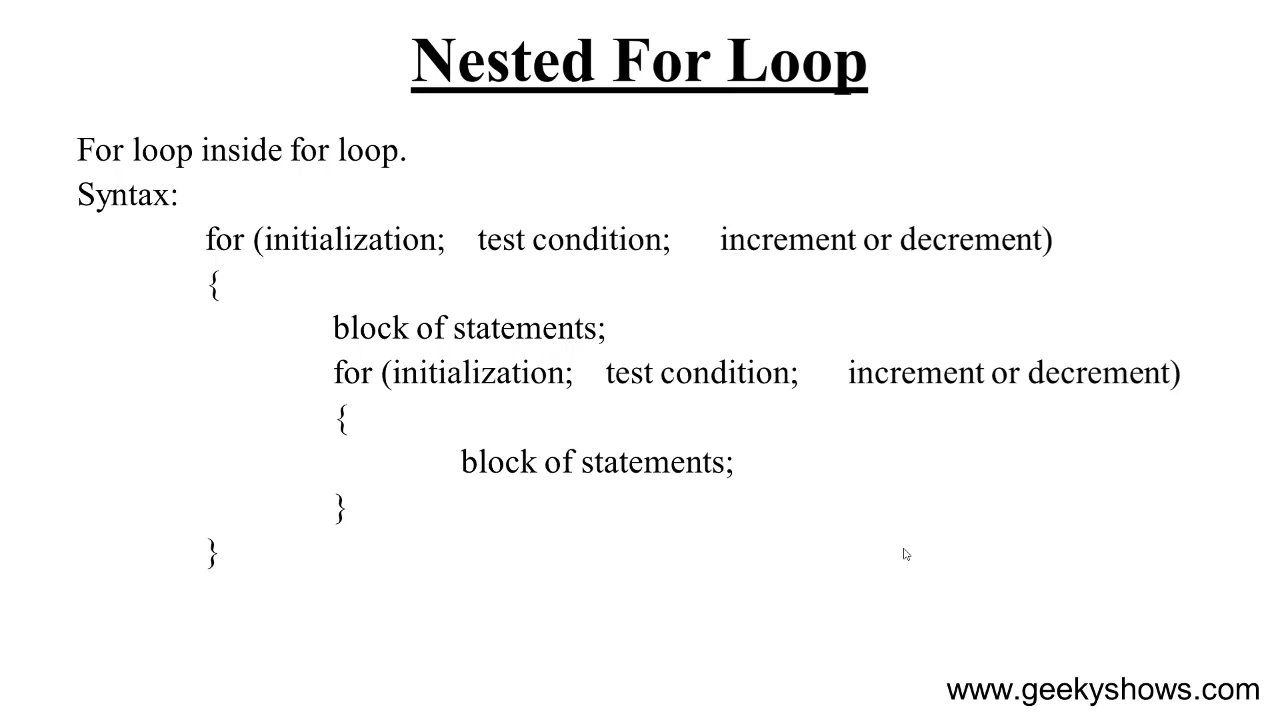 Nested For Loop
For loop inside for loop.
Syntax:
for (initialization; test condition; increment or decrement)
{
block of statements;
for (initialization; test condition; increment or decrement)
{
block of statements;
}
}
www.geekyshows.com